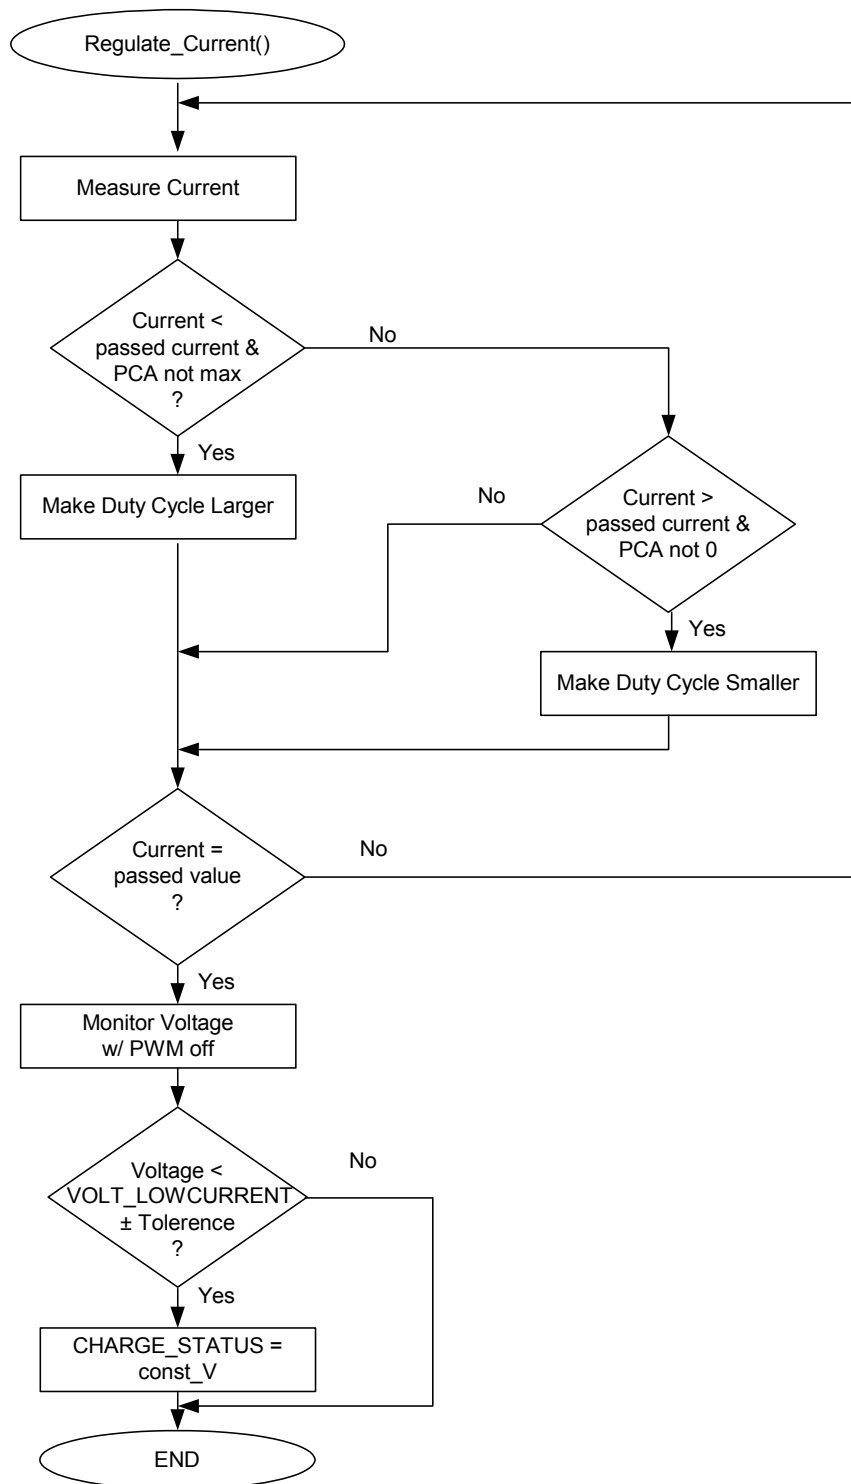 Regulate_Current()
Measure Current
Current <
passed current &
PCA not max
?
No
Yes
Make Duty Cycle Larger
No
Current >
passed current &
PCA not 0
Yes
Make Duty Cycle Smaller
Current =
passed value
?
No
Yes
Monitor Voltage
w/ PWM off
Voltage <
VOLT_LOWCURRENT
± Tolerence
?
No
Yes
CHARGE_STATUS =
const_V
END